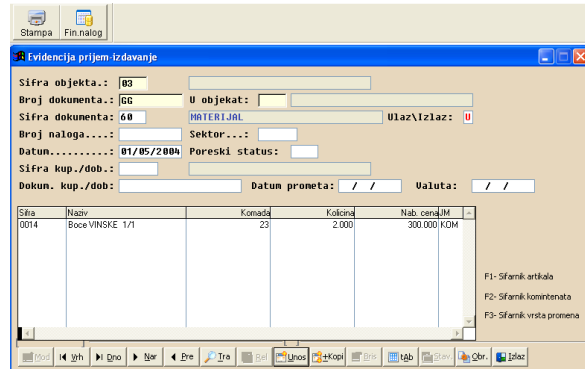 Stampa Fin.nalog
Evidencija prijem-izdavanje
Sifra objekta.: 03
Broj dokumenta.: GG U objekat:
Sifra dokumenta: 60 MATERIJAL Ulaz\Izlaz: U
Broj naloga....: Sektor...:
Datum..........: 01/05/2004 Poreski status:
Sifra kup./dob.:
Dokum. kup./dob: Datum prometa: / / Valuta: / /
Sifra Naziv Komada Kolicina Nab. cena JM
0014 Boce VINSKE 1/1 23 2.000 300.000 KOM
F1- Sifarnik artikala
F2- Sifarnik komintenata
F3- Sifarnik vrsta promena
Mod Vrh Dno Nar Pre Tra Rel Unos +Kopi Bris tAb Stav. Obr. Izlaz